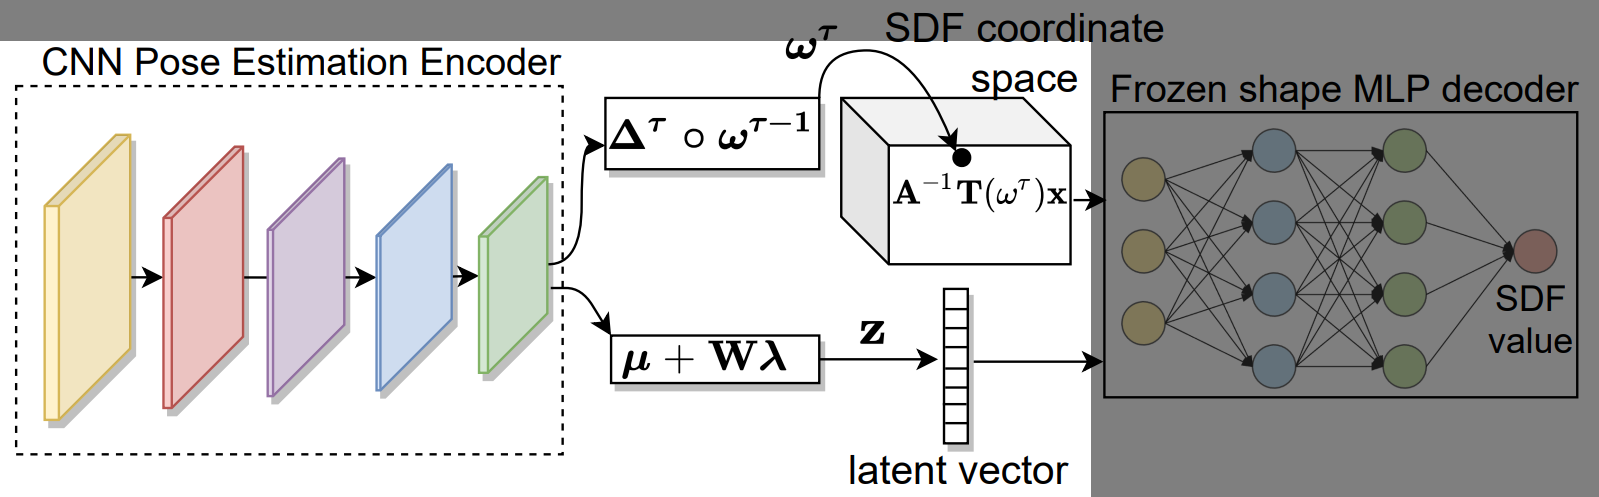 CNN Pose Estimation Encoder
Δ^τ ∘ ω^{τ−1}
ω^τ
SDF coordinate
space
A^{−1}T(ω^τ)x
μ + Wλ
z
latent vector
Frozen shape MLP decoder
SDF
value